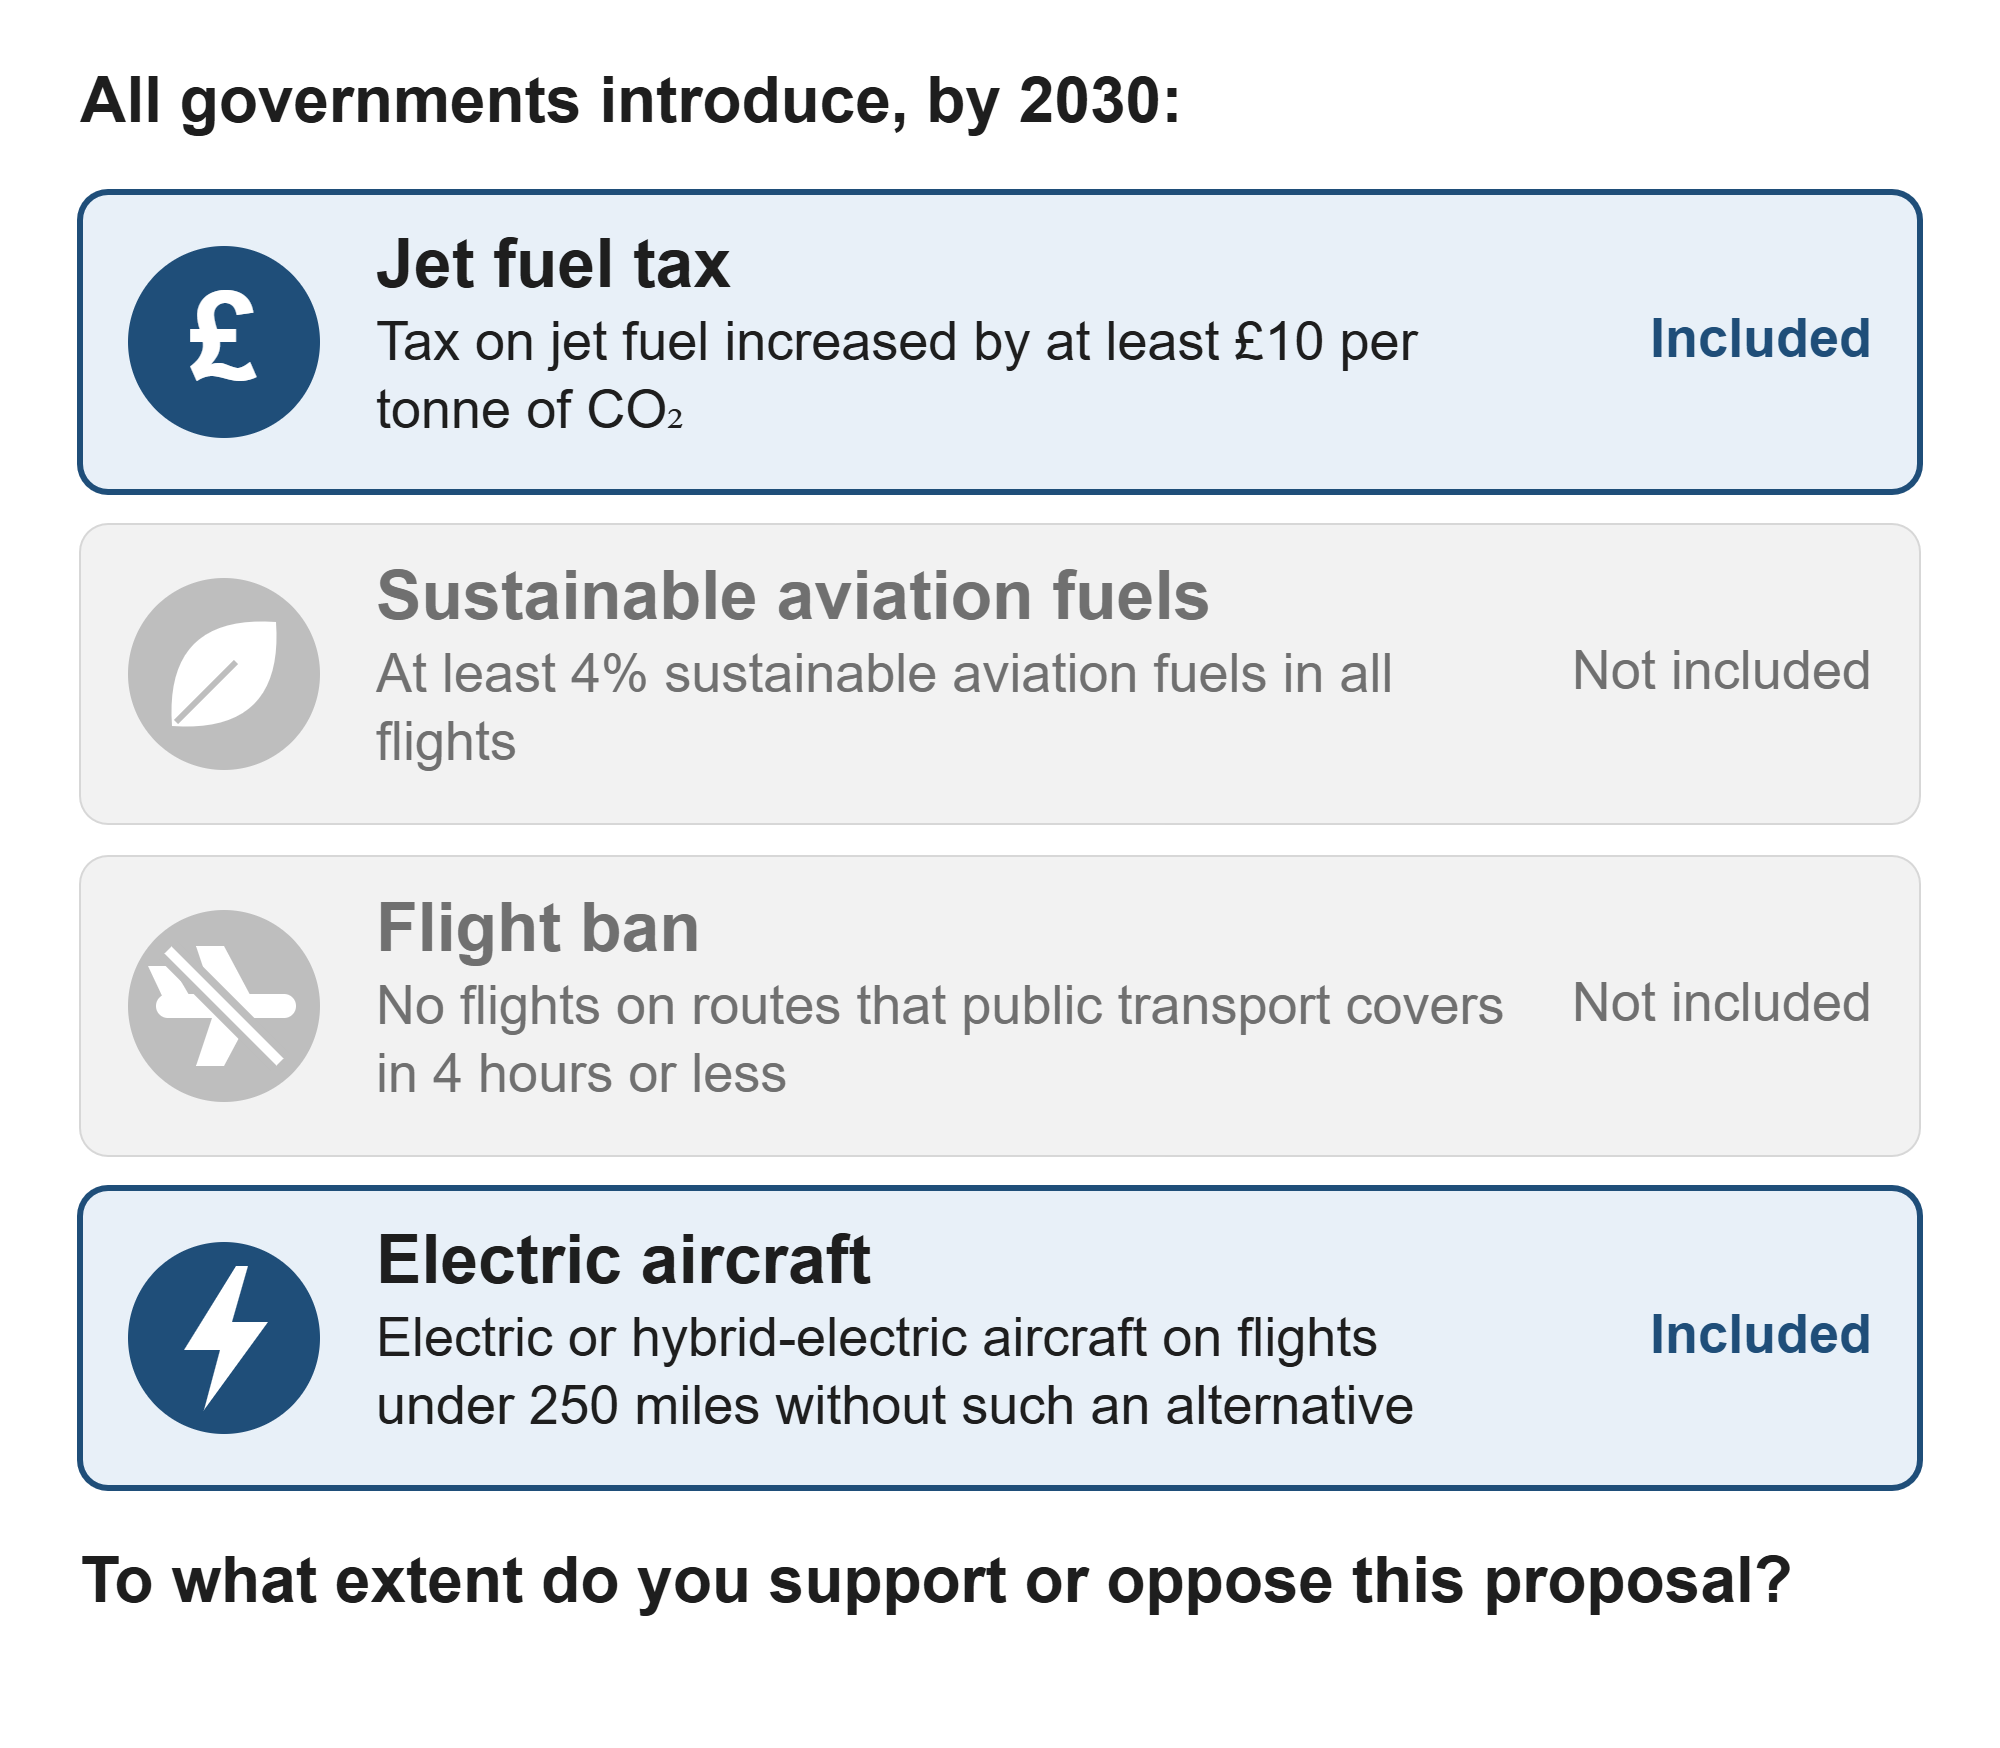 All governments introduce, by 2030:
£
Jet fuel tax
Tax on jet fuel increased by at least £10 per
tonne of CO₂
Included
Sustainable aviation fuels
At least 4% sustainable aviation fuels in all
flights
Not included
Flight ban
No flights on routes that public transport covers
in 4 hours or less
Not included
Electric aircraft
Electric or hybrid-electric aircraft on flights
under 250 miles without such an alternative
Included
To what extent do you support or oppose this proposal?